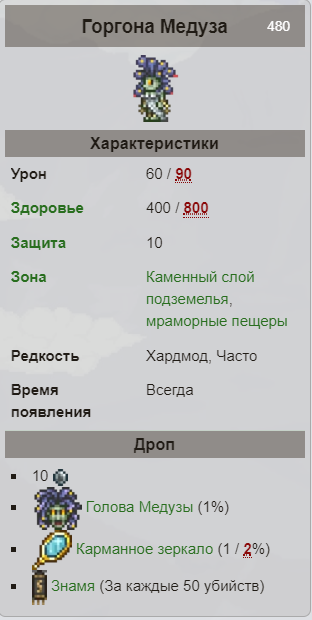 Горгона Медуза 480
Характеристики
Урон 60 / 90
Здоровье 400 / 800
Защита 10
Зона Каменный слой
подземелья,
мраморные пещеры
Редкость Хардмод, Часто
Время Всегда
появления
Дроп
10
Голова Медузы (1%)
Карманное зеркало (1 / 2%)
Знамя (За каждые 50 убийств)